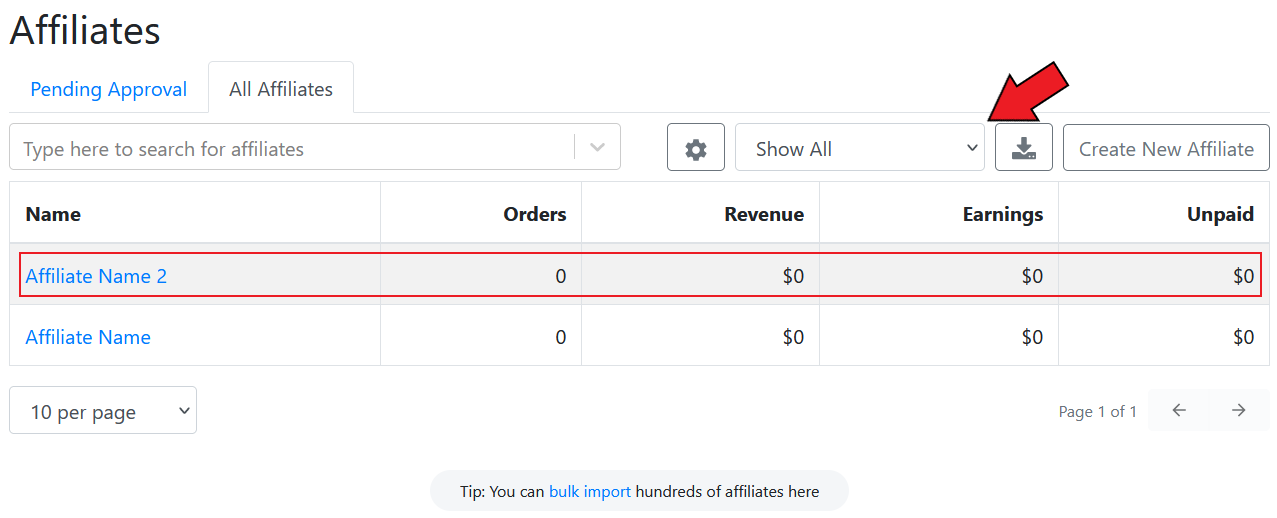 Affiliates
Pending Approval All Affiliates
Type here to search for affiliates Show All Create New Affiliate
Name Orders Revenue Earnings Unpaid
Affiliate Name 2 0 $0 $0 $0
Affiliate Name 0 $0 $0 $0
10 per page Page 1 of 1
Tip: You can bulk import hundreds of affiliates here